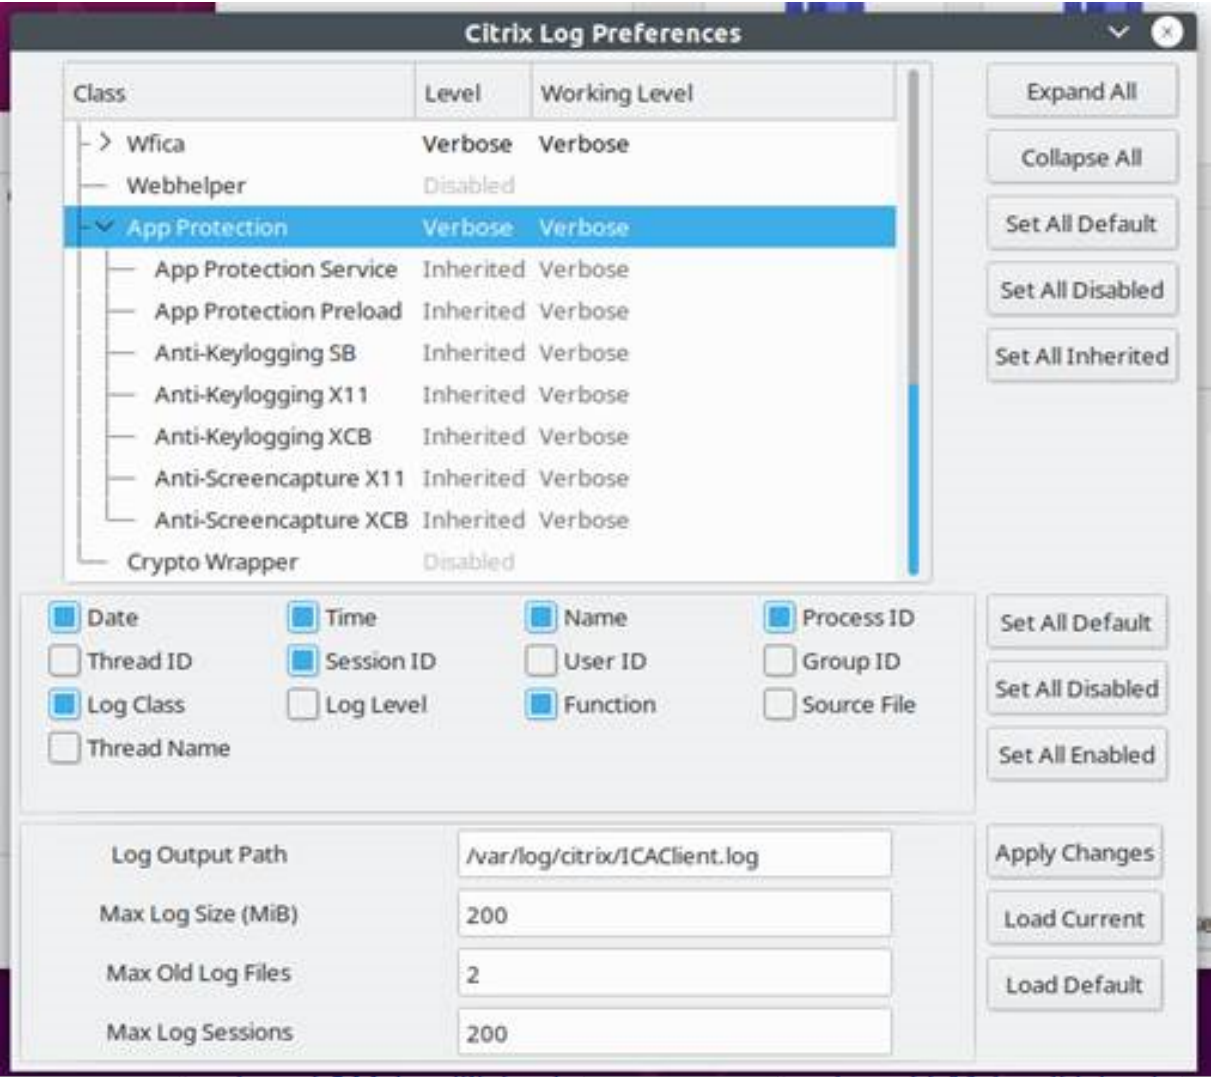 Citrix Log Preferences
Class Level Working Level
Wfica Verbose Verbose
Webhelper Disabled
App Protection Verbose Verbose
App Protection Service Inherited Verbose
App Protection Preload Inherited Verbose
Anti-Keylogging SB Inherited Verbose
Anti-Keylogging X11 Inherited Verbose
Anti-Keylogging XCB Inherited Verbose
Anti-Screencapture X11 Inherited Verbose
Anti-Screencapture XCB Inherited Verbose
Crypto Wrapper Disabled
Expand All
Collapse All
Set All Default
Set All Disabled
Set All Inherited
Date Time Name Process ID
Thread ID Session ID User ID Group ID
Log Class Log Level Function Source File
Thread Name
Set All Default
Set All Disabled
Set All Enabled
Log Output Path /var/log/citrix/ICAClient.log
Max Log Size (MiB) 200
Max Old Log Files 2
Max Log Sessions 200
Apply Changes
Load Current
Load Default